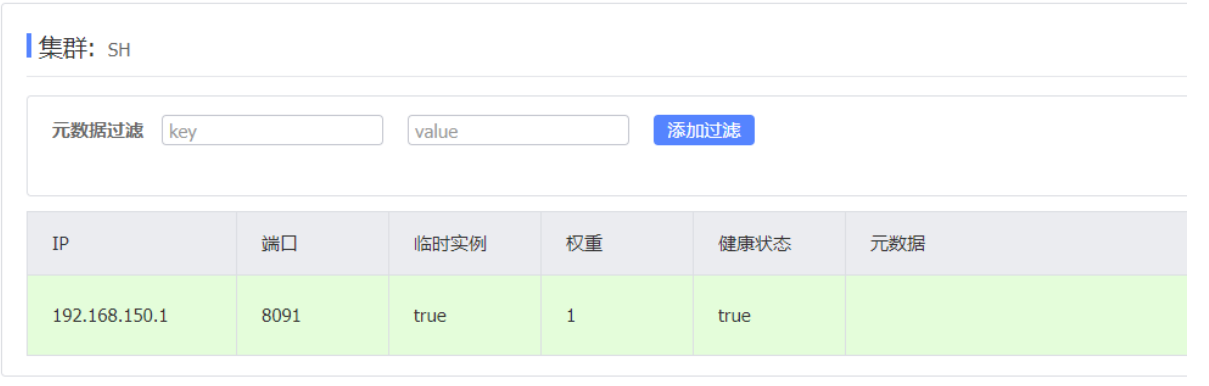 集群: SH
元数据过滤 key value 添加过滤
IP 端口 临时实例 权重 健康状态 元数据
192.168.150.1 8091 true 1 true